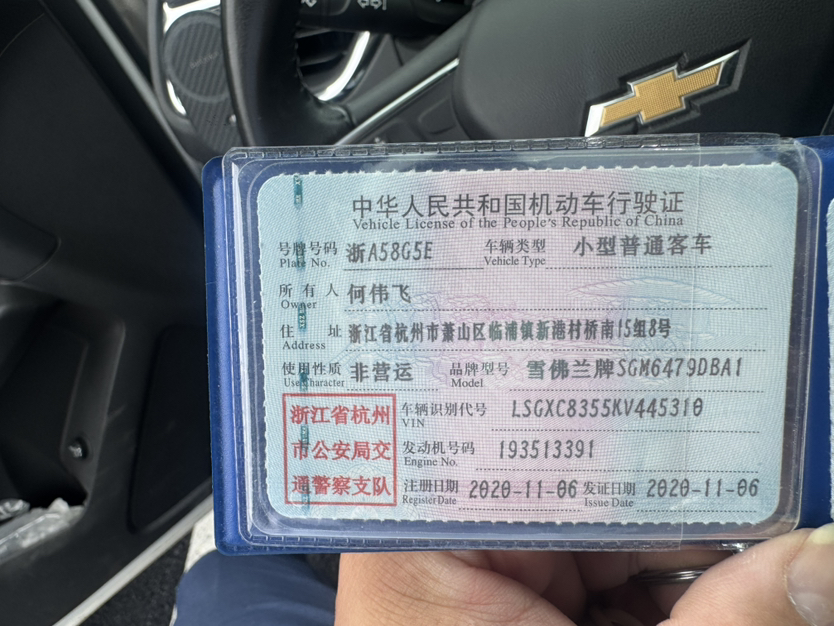 中华人民共和国机动车行驶证
Vehicle License of the People's Republic of China
号牌号码 浙A58G5E 车辆类型 小型普通客车
Plate No. Vehicle Type
所有人 何伟飞
Owner
住址 浙江省杭州市萧山区临浦镇新港村桥南15组8号
Address
使用性质 非营运 品牌型号 雪佛兰牌SGM6479DBA1
Use Character Model
浙江省杭州
市公安局交
通警察支队
车辆识别代号 LSGXC8355KV445310
VIN
发动机号码 193513391
Engine No.
注册日期 2020-11-06 发证日期 2020-11-06
Register Date Issue Date